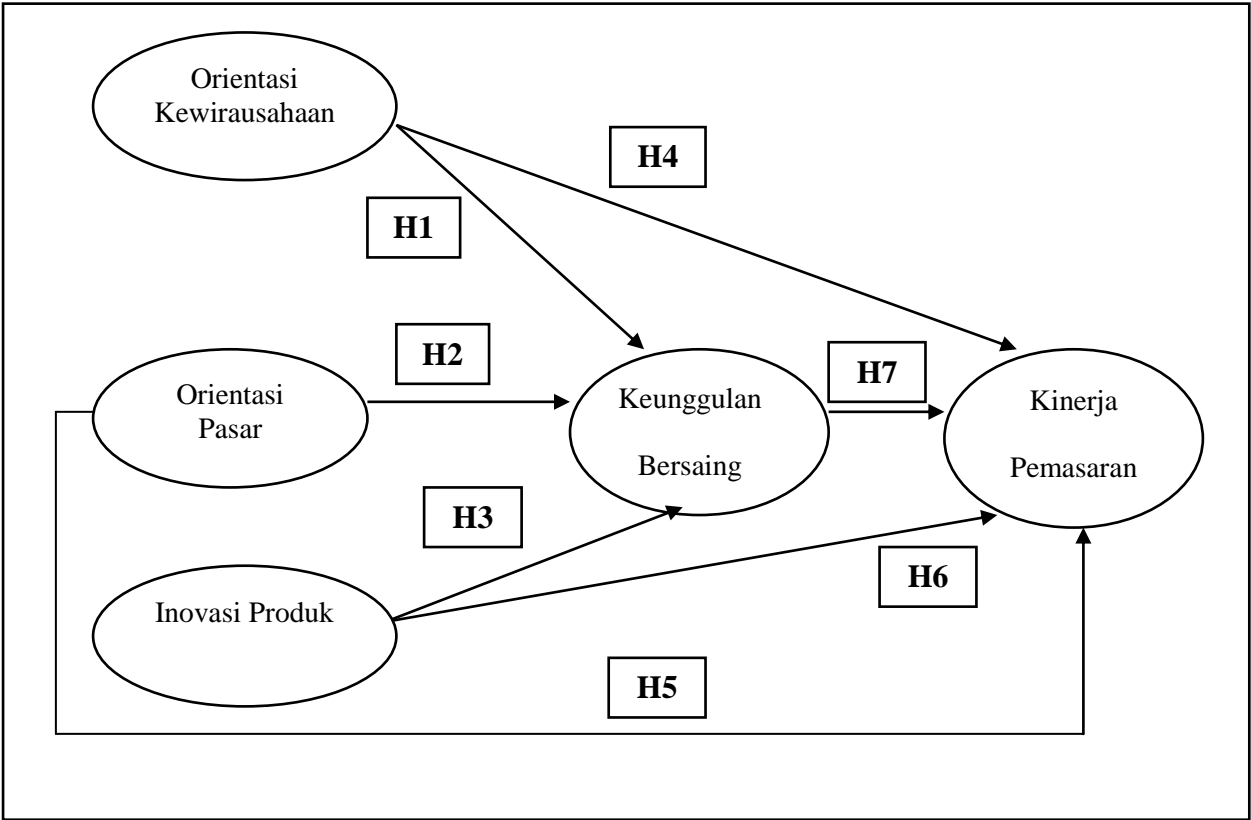 Orientasi
Kewirausahaan
H4
H1
H2
H7
Orientasi
Pasar
Keunggulan
Bersaing
Kinerja
Pemasaran
H3
H6
Inovasi Produk
H5